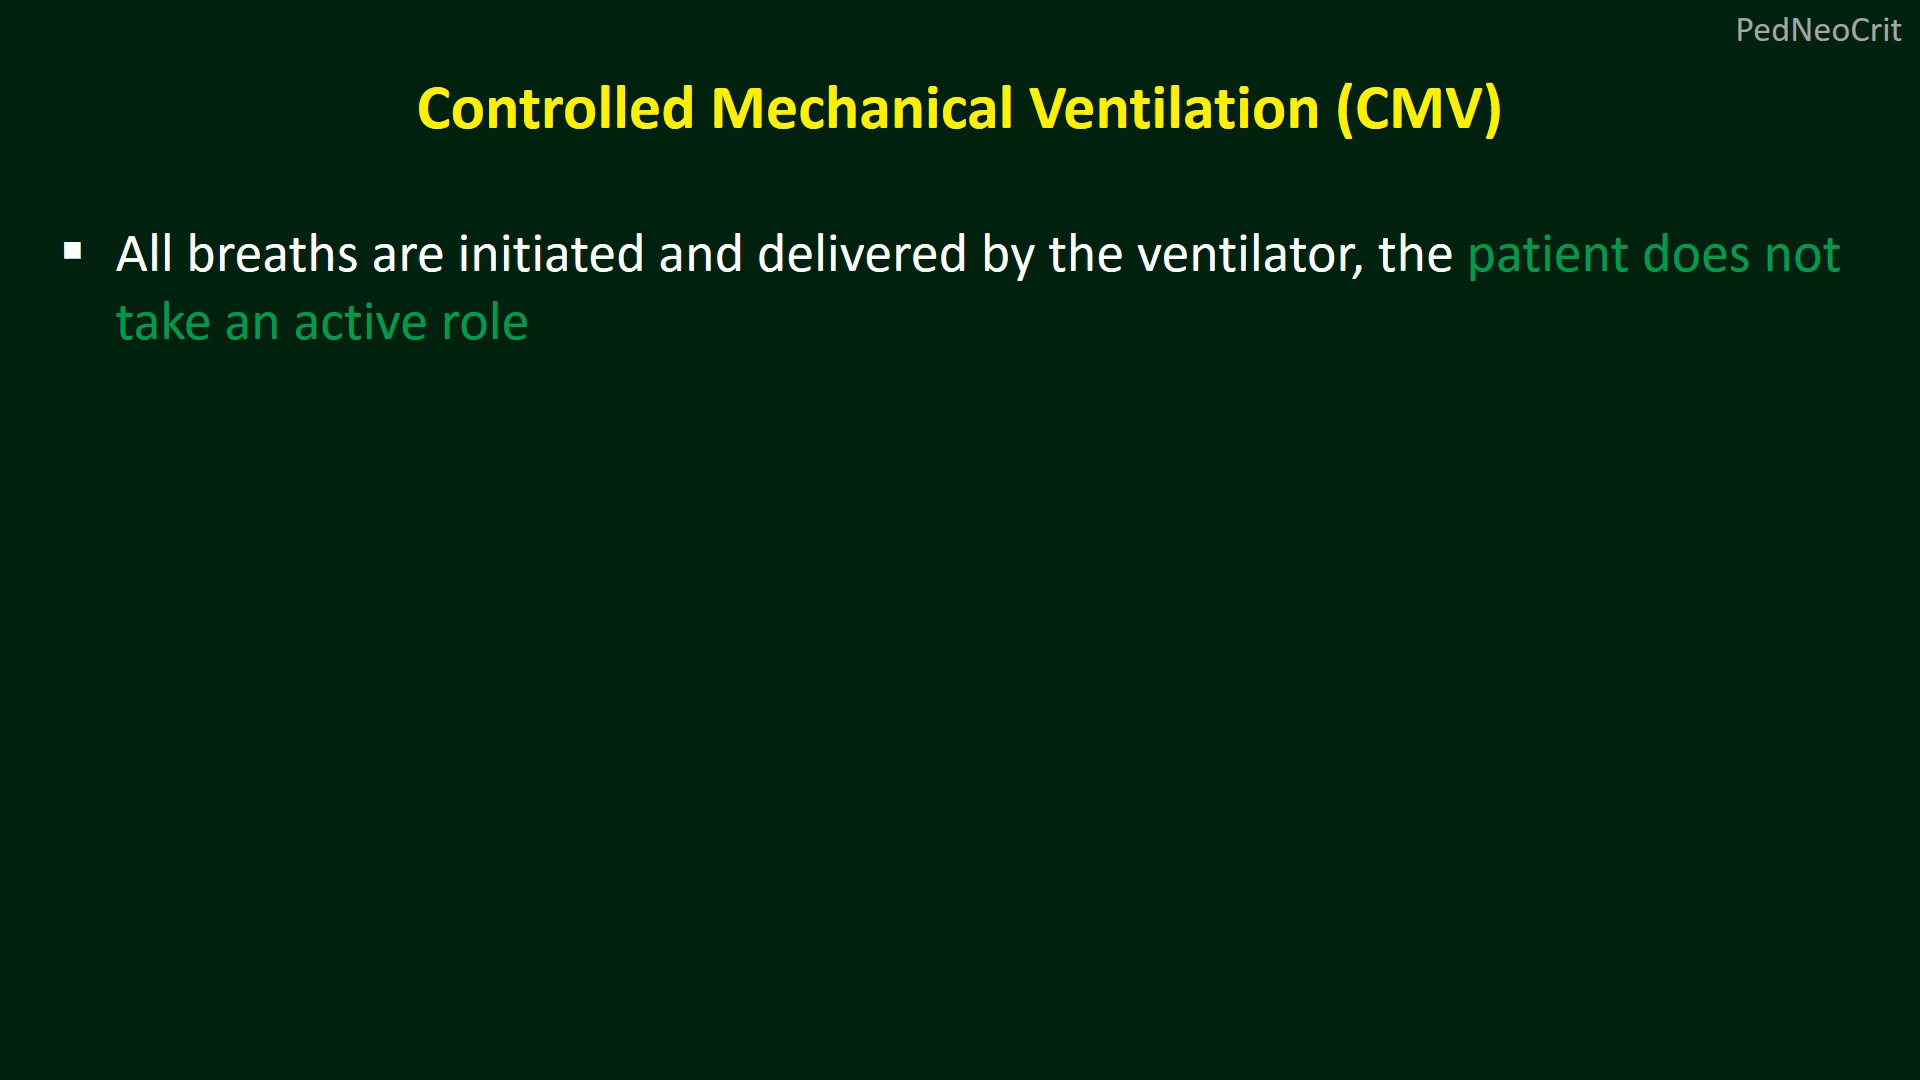 PedNeoCrit
Controlled Mechanical Ventilation (CMV)
▪ All breaths are initiated and delivered by the ventilator, the patient does not
take an active role